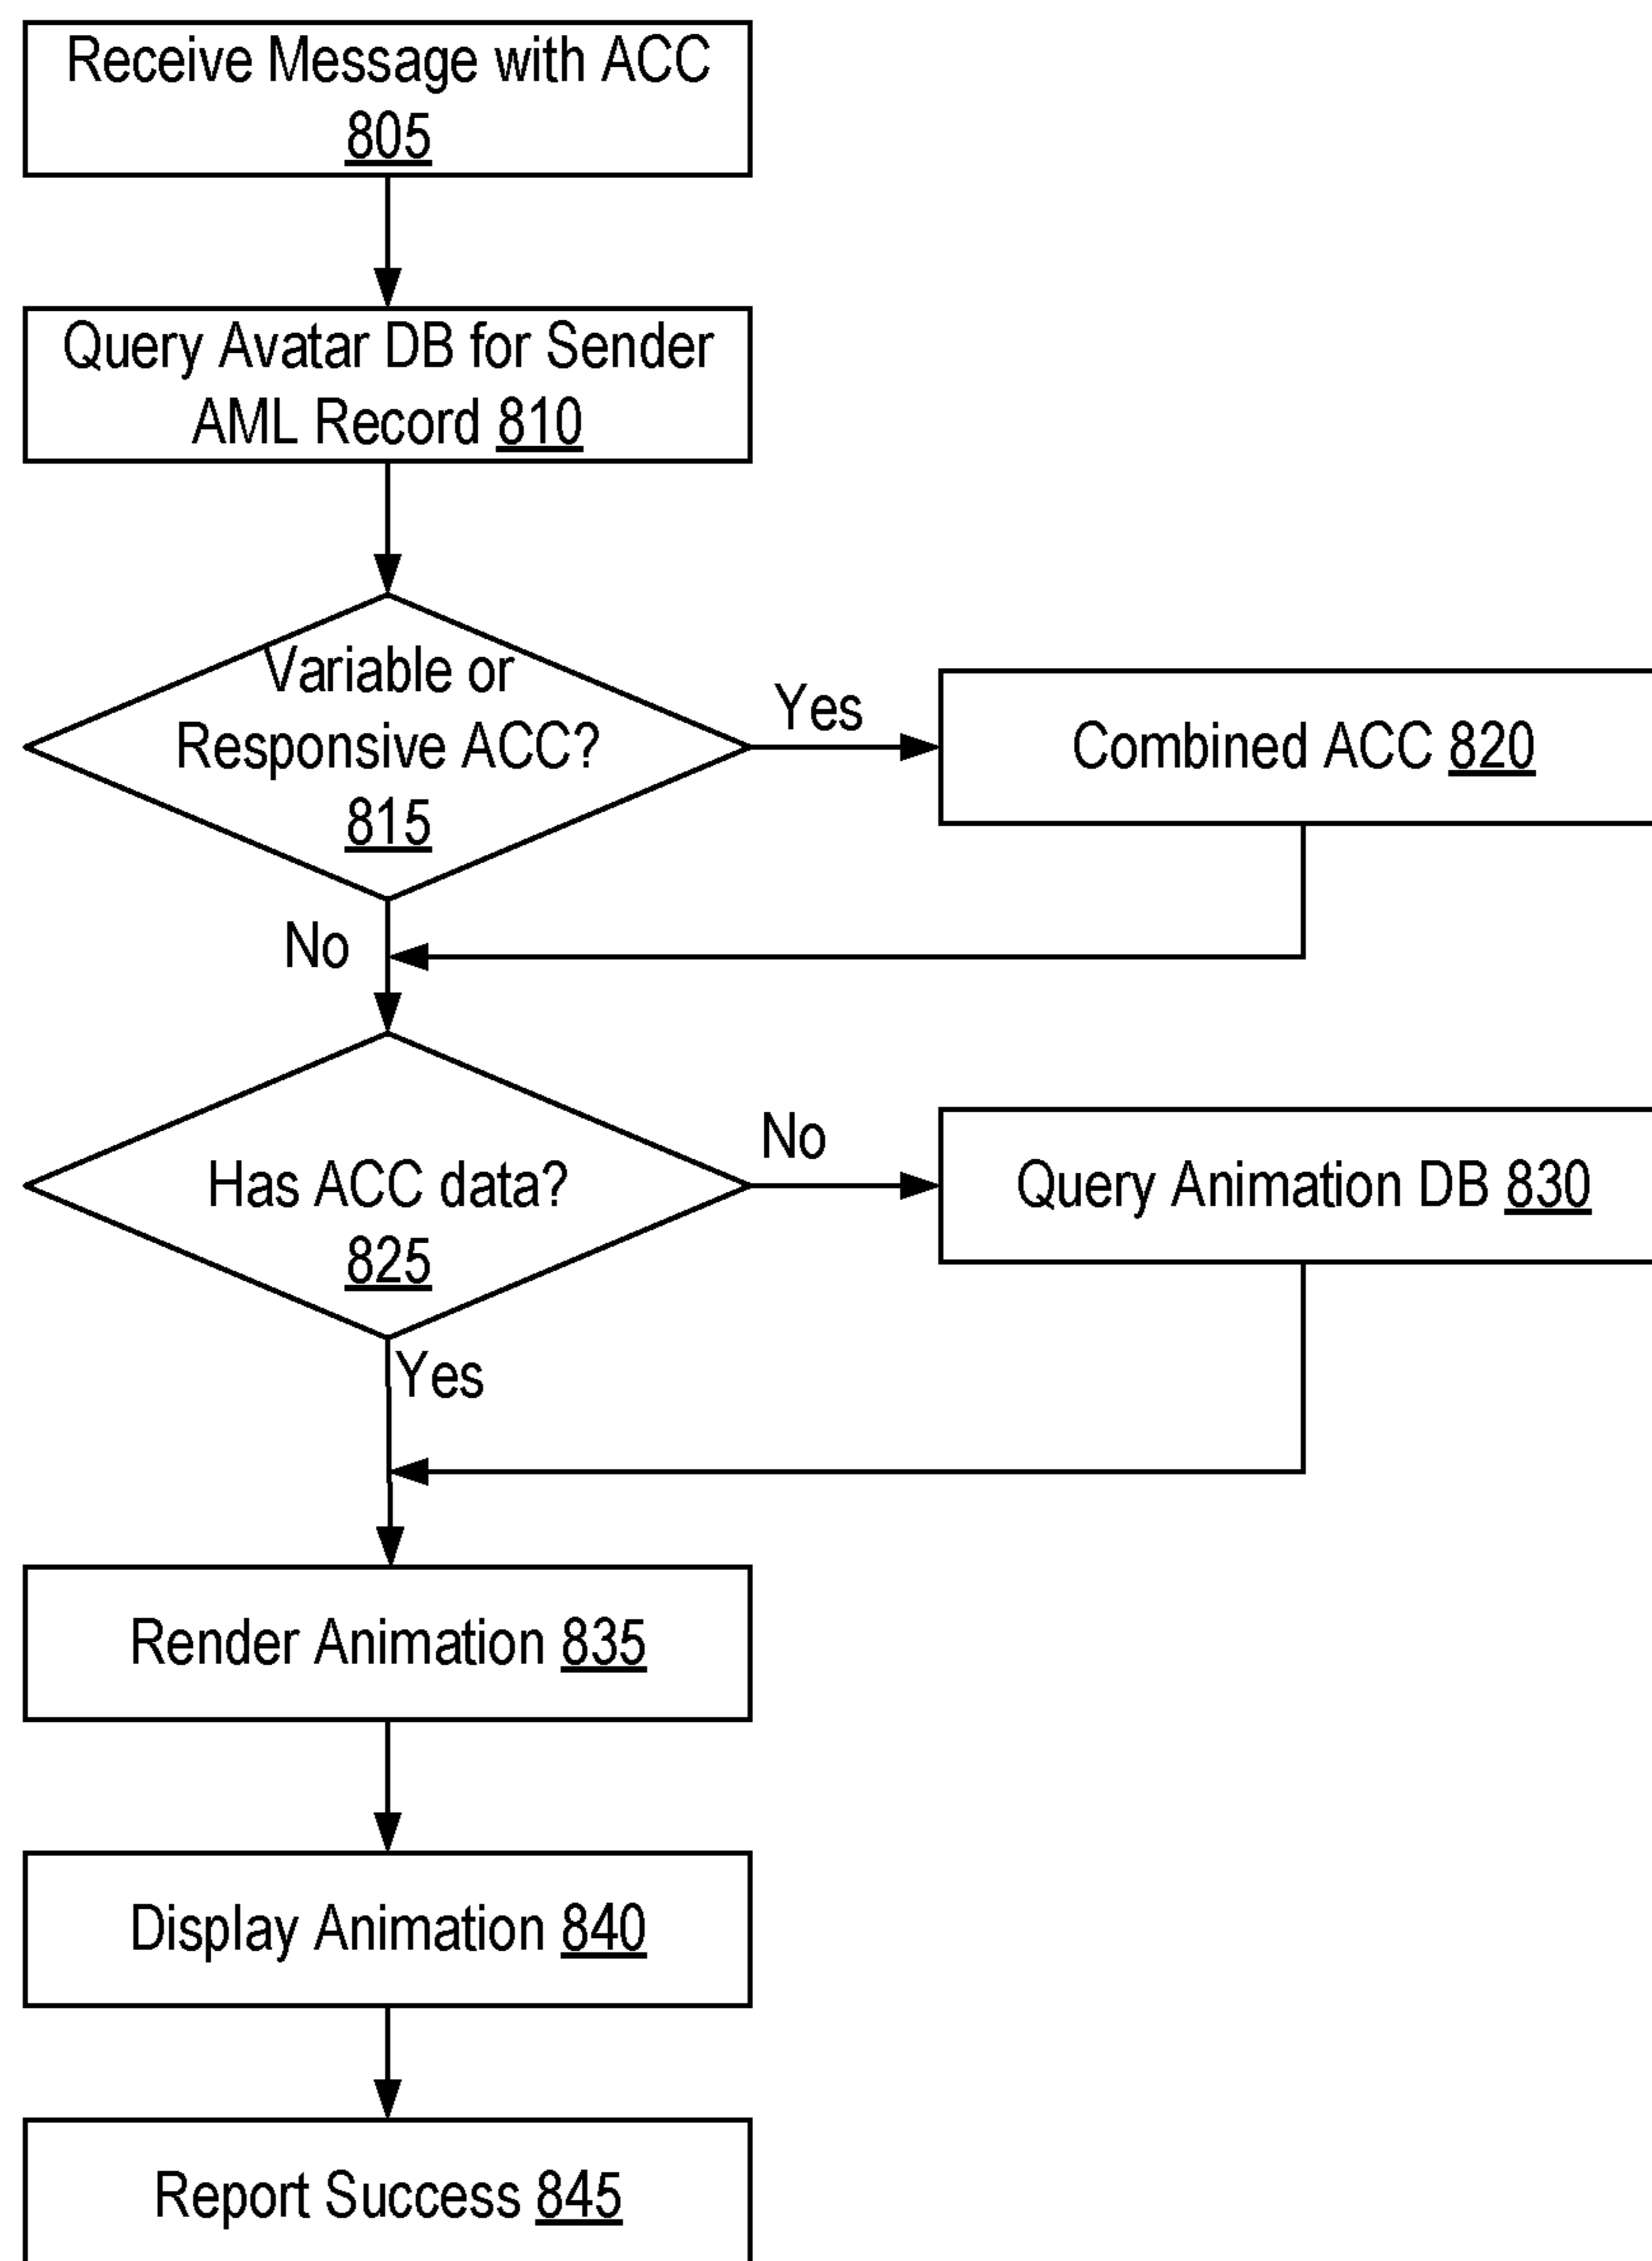 Receive Message with ACC
805
Query Avatar DB for Sender
AML Record 810
Variable or
Responsive ACC?
815
Yes
Combined ACC 820
No
Has ACC data?
825
No
Query Animation DB 830
Yes
Render Animation 835
Display Animation 840
Report Success 845